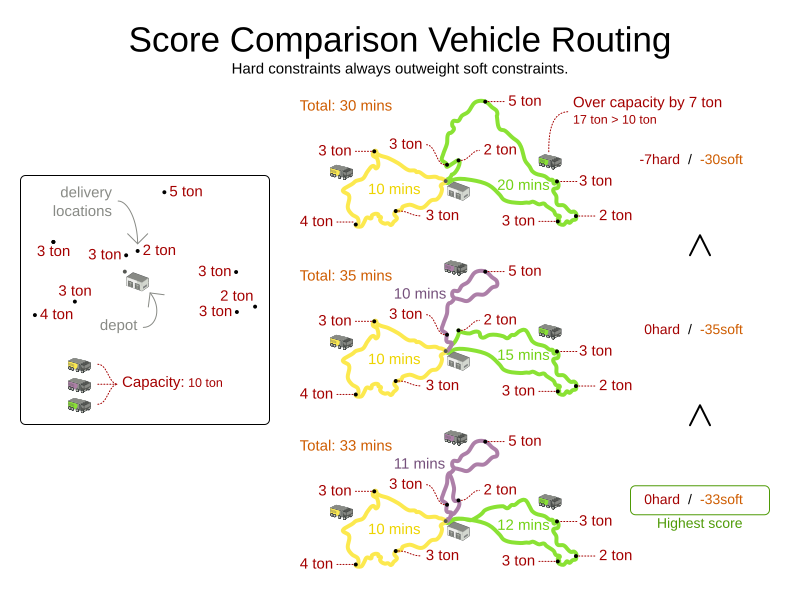 Score Comparison Vehicle Routing
Hard constraints always outweight soft constraints.
delivery
locations
5 ton
3 ton
3 ton
2 ton
3 ton
3 ton
2 ton
4 ton
3 ton
depot
Capacity: 10 ton
Total: 30 mins
5 ton
Over capacity by 7 ton
17 ton > 10 ton
3 ton
3 ton
2 ton
10 mins
20 mins
3 ton
4 ton
3 ton
3 ton
2 ton
-7hard / -30soft
<
Total: 35 mins
5 ton
10 mins
3 ton
3 ton
2 ton
10 mins
15 mins
3 ton
4 ton
3 ton
3 ton
2 ton
0hard / -35soft
<
Total: 33 mins
5 ton
11 mins
3 ton
3 ton
2 ton
10 mins
12 mins
3 ton
4 ton
3 ton
3 ton
2 ton
0hard / -33soft
Highest score